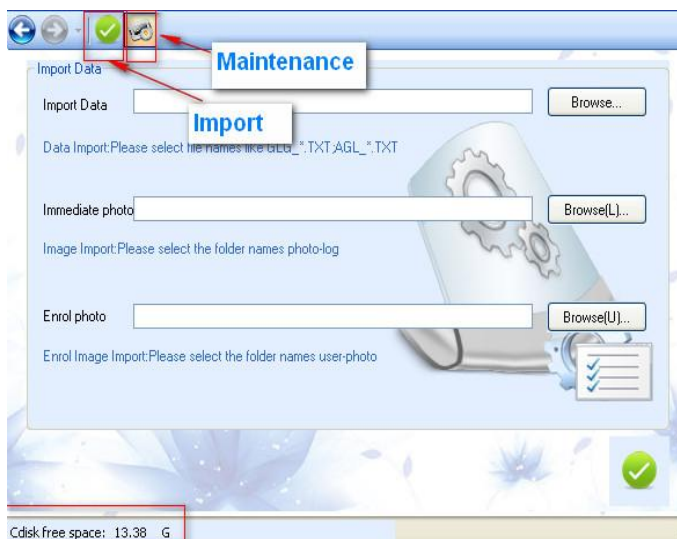 Maintenance
Import Data
Import Data
Browse...
Import
Data Import:Please select file names like GLG_*.TXT;AGL_*.TXT
Immediate photo
Browse(L)...
Image Import:Please select the folder names photo-log
Enrol photo
Browse(U)...
Enrol Image Import:Please select the folder names user-photo
Cdisk free space: 13.38 G